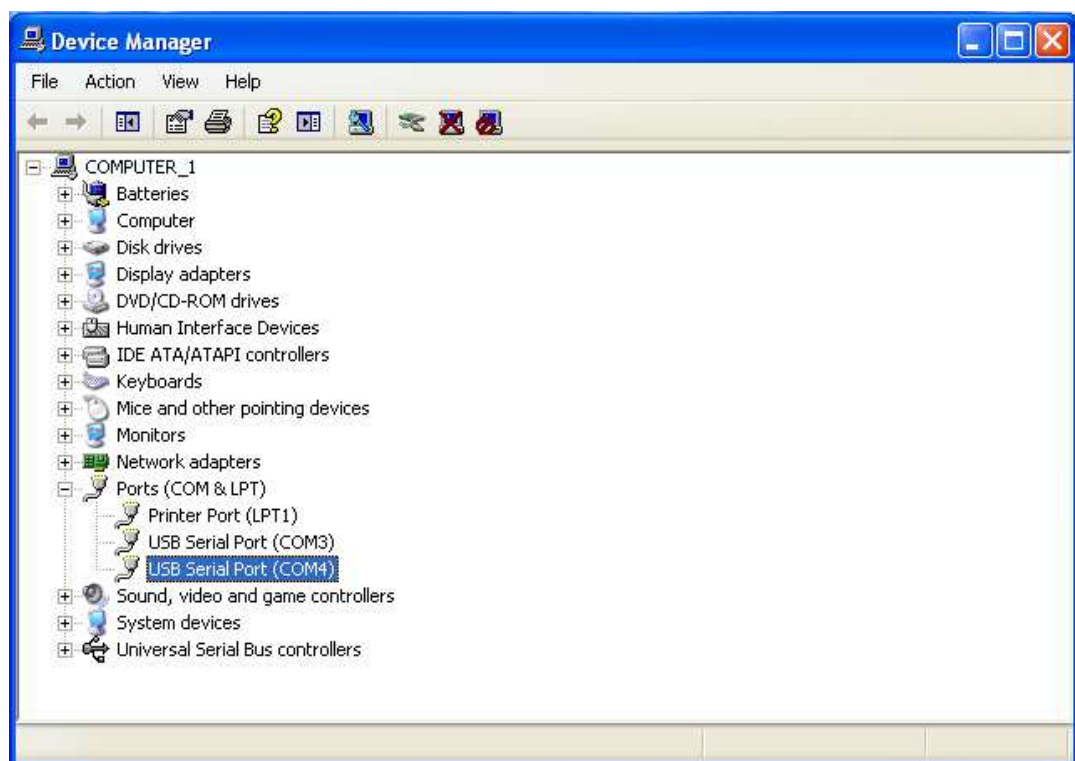 Device Manager
File Action View Help
COMPUTER_1
Batteries
Computer
Disk drives
Display adapters
DVD/CD-ROM drives
Human Interface Devices
IDE ATA/ATAPI controllers
Keyboards
Mice and other pointing devices
Monitors
Network adapters
Ports (COM & LPT)
Printer Port (LPT1)
USB Serial Port (COM3)
USB Serial Port (COM4)
Sound, video and game controllers
System devices
Universal Serial Bus controllers